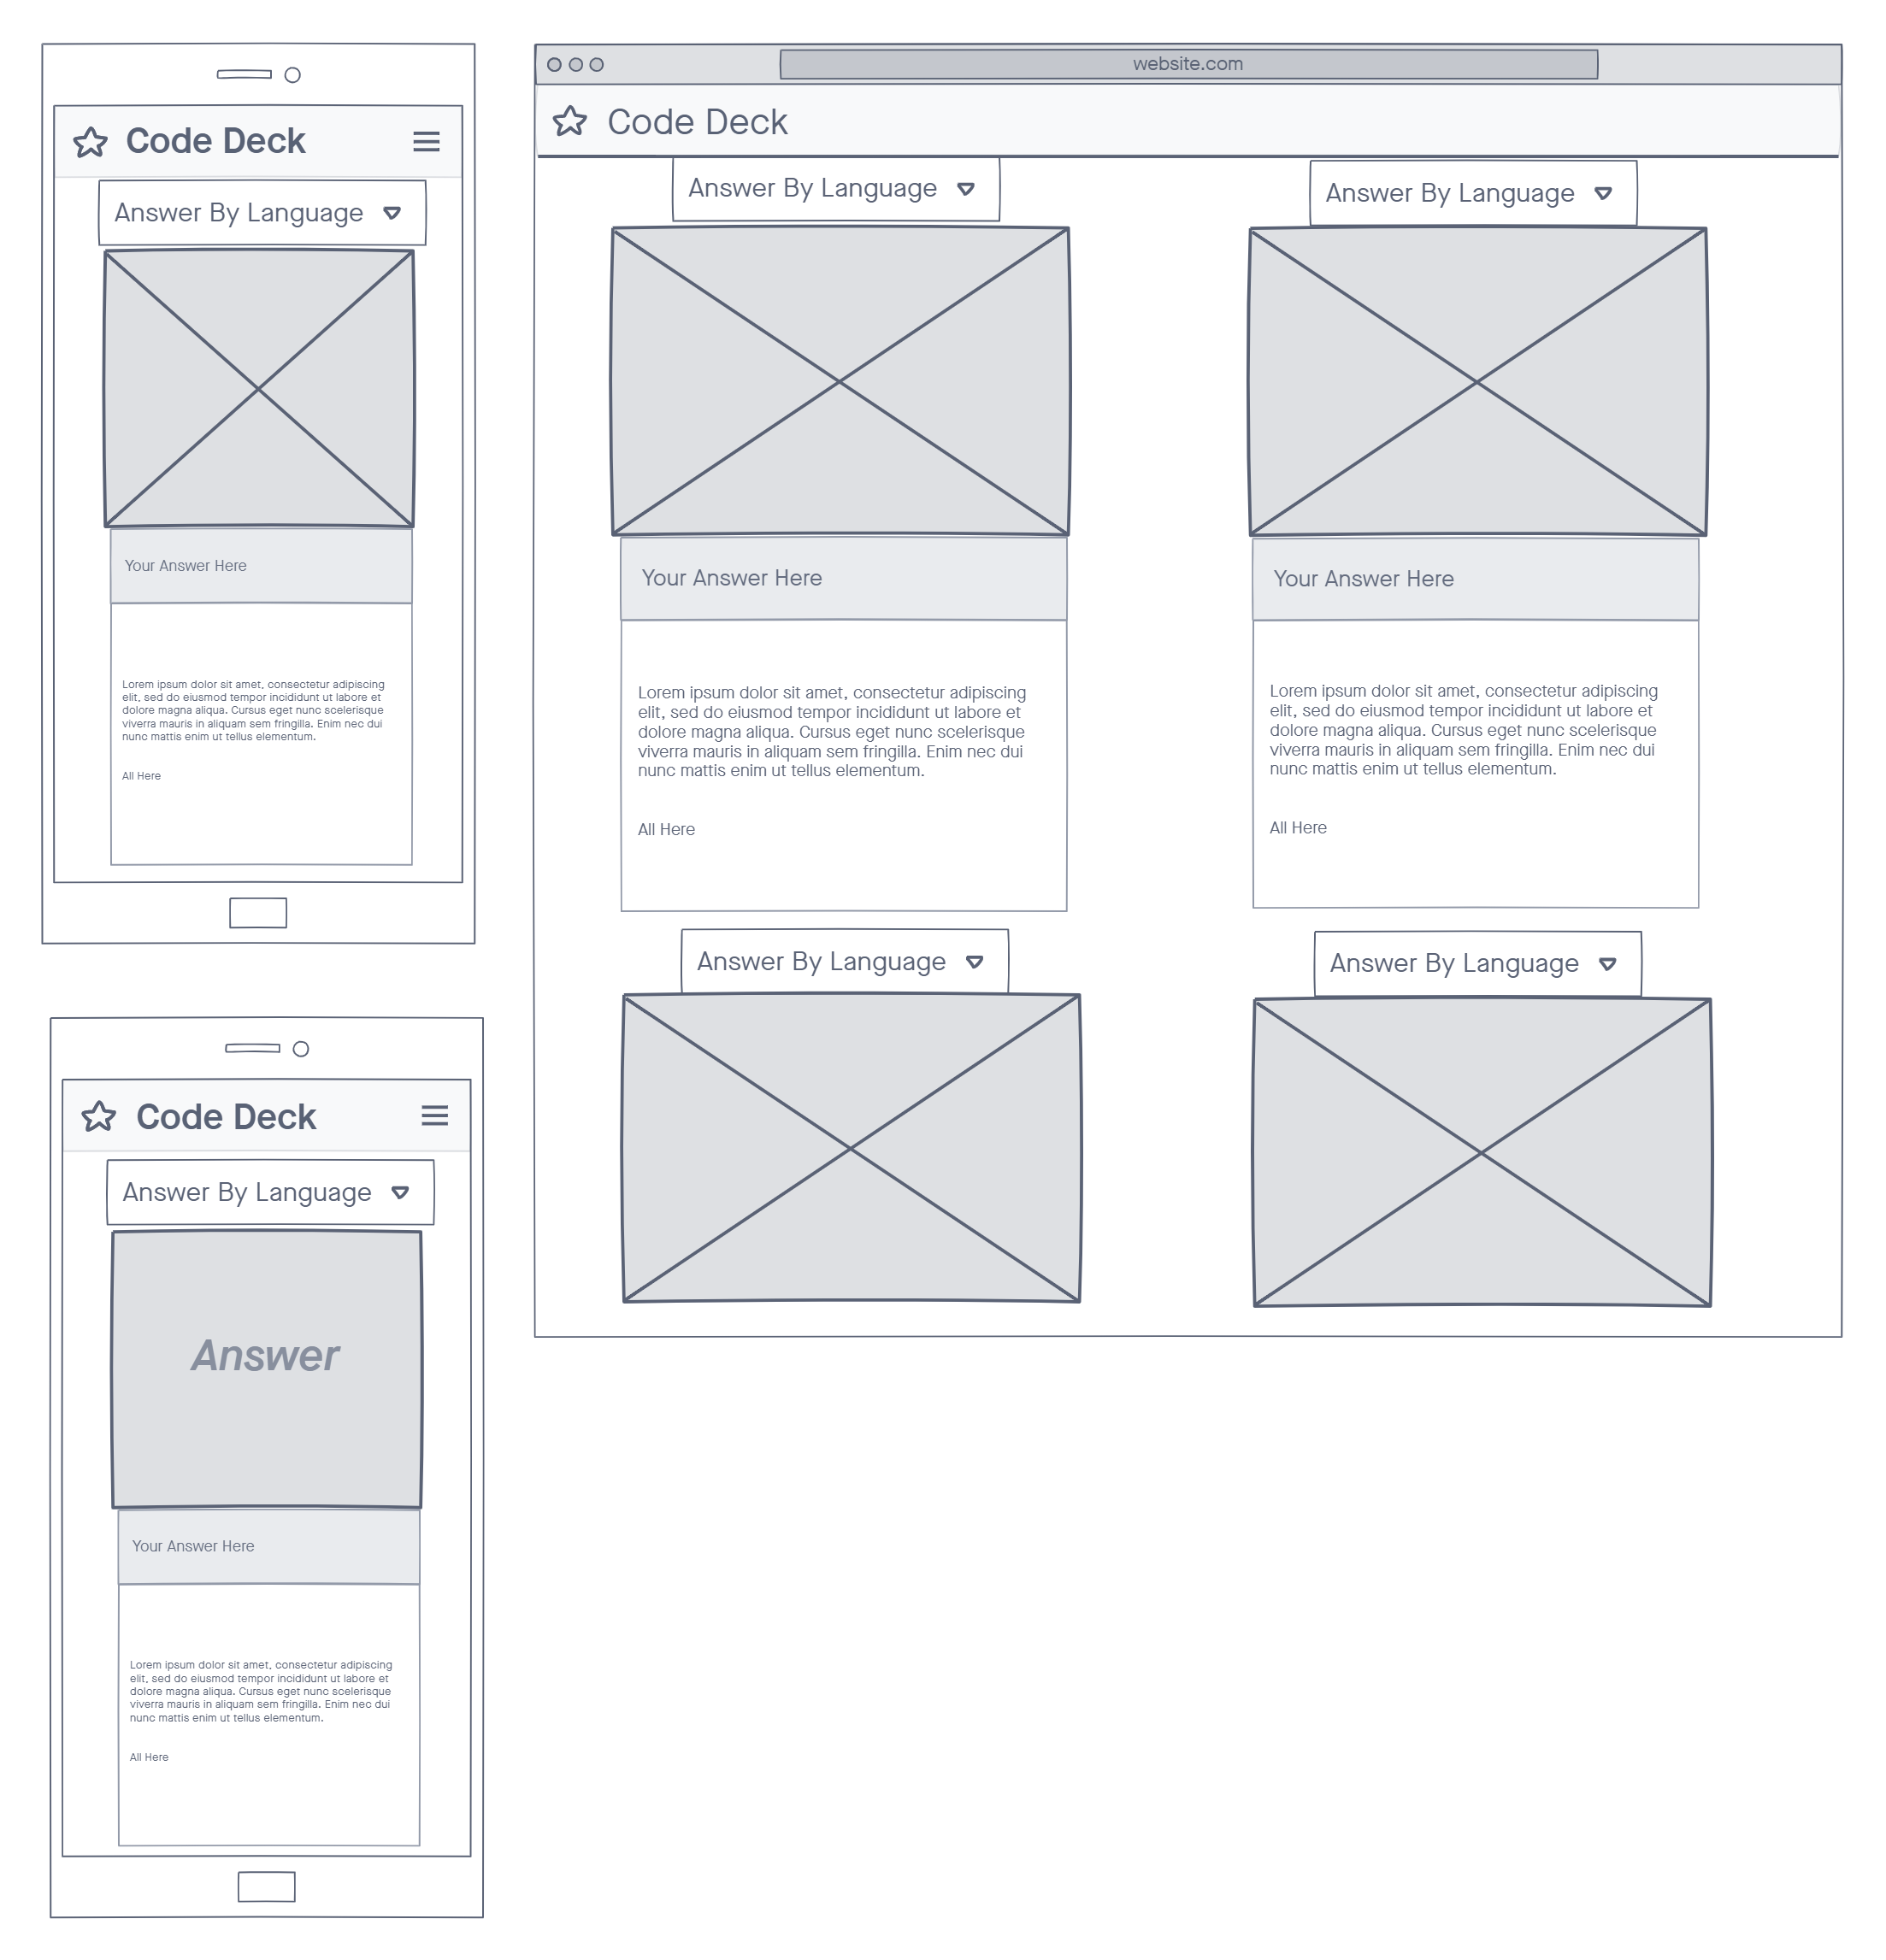 Code Deck
Answer By Language
Your Answer Here
Lorem ipsum dolor sit amet, consectetur adipiscing
elit, sed do eiusmod tempor incididunt ut labore et
dolore magna aliqua. Cursus eget nunc scelerisque
viverra mauris in aliquam sem fringilla. Enim nec dui
nunc mattis enim ut tellus elementum.
All Here
Code Deck
Answer By Language
Answer
Your Answer Here
Lorem ipsum dolor sit amet, consectetur adipiscing
elit, sed do eiusmod tempor incididunt ut labore et
dolore magna aliqua. Cursus eget nunc scelerisque
viverra mauris in aliquam sem fringilla. Enim nec dui
nunc mattis enim ut tellus elementum.
All Here
website.com
Code Deck
Answer By Language
Your Answer Here
Lorem ipsum dolor sit amet, consectetur adipiscing
elit, sed do eiusmod tempor incididunt ut labore et
dolore magna aliqua. Cursus eget nunc scelerisque
viverra mauris in aliquam sem fringilla. Enim nec dui
nunc mattis enim ut tellus elementum.
All Here
Answer By Language
Your Answer Here
Lorem ipsum dolor sit amet, consectetur adipiscing
elit, sed do eiusmod tempor incididunt ut labore et
dolore magna aliqua. Cursus eget nunc scelerisque
viverra mauris in aliquam sem fringilla. Enim nec dui
nunc mattis enim ut tellus elementum.
All Here
Answer By Language
Answer By Language